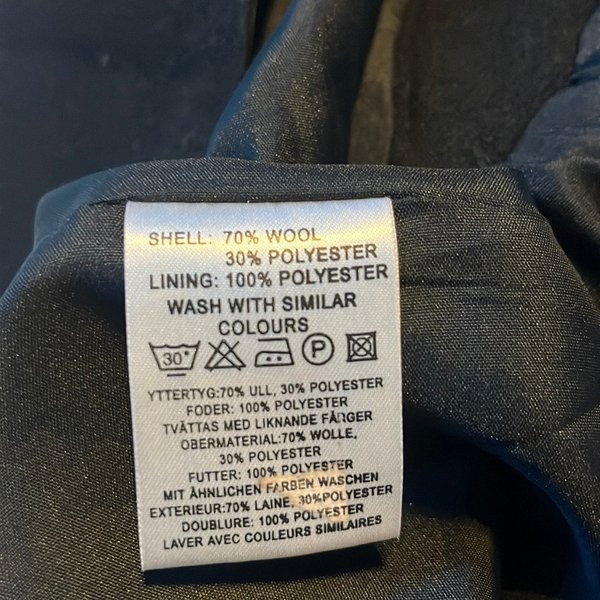 SHELL: 70% WOOL
30% POLYESTER
LINING: 100% POLYESTER
WASH WITH SIMILAR
COLOURS
30° P
YTTERTYG:70% ULL, 30% POLYESTER
FODER: 100% POLYESTER
TVÄTTAS MED LIKNANDE FÄRGER
OBERMATERIAL:70% WOLLE,
30% POLYESTER
FUTTER: 100% POLYESTER
MIT ÄHNLICHEN FARBEN WASCHEN
EXTERIEUR:70% LAINE, 30%POLYESTER
DOUBLURE: 100% POLYESTER
LAVER AVEC COULEURS SIMILAIRES